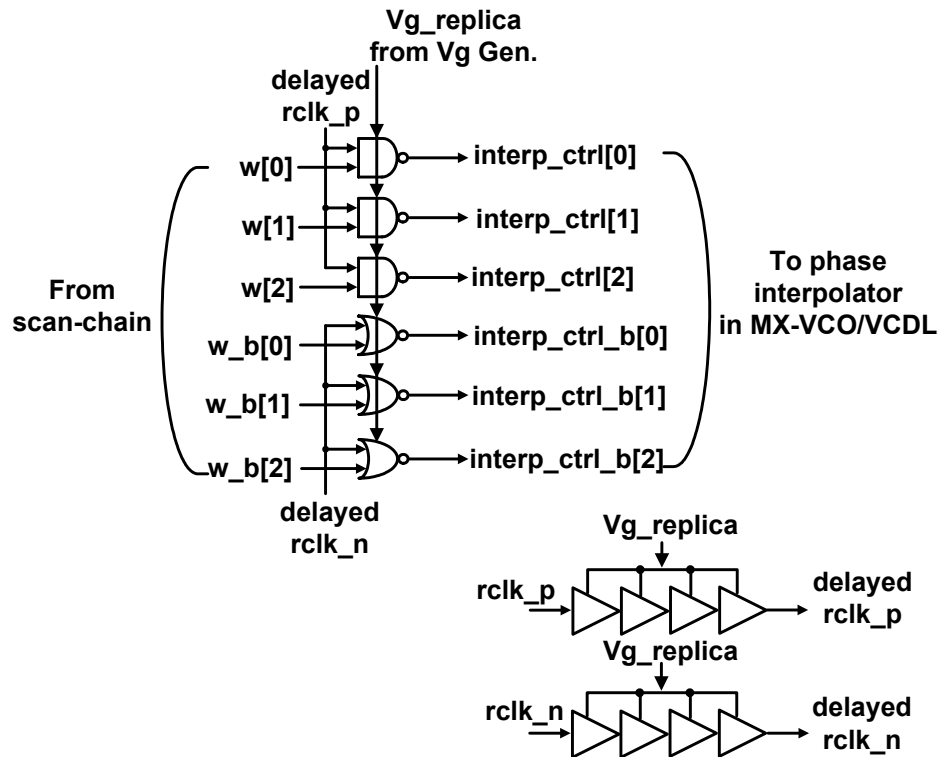 Vg_replica
from Vg Gen.
delayed
rclk_p
w[0]
interp_ctrl[0]
w[1]
interp_ctrl[1]
w[2]
interp_ctrl[2]
From
scan-chain
To phase
interpolator
in MX-VCO/VCDL
w_b[0]
interp_ctrl_b[0]
w_b[1]
interp_ctrl_b[1]
w_b[2]
interp_ctrl_b[2]
delayed
rclk_n
Vg_replica
rclk_p
delayed
rclk_p
Vg_replica
rclk_n
delayed
rclk_n